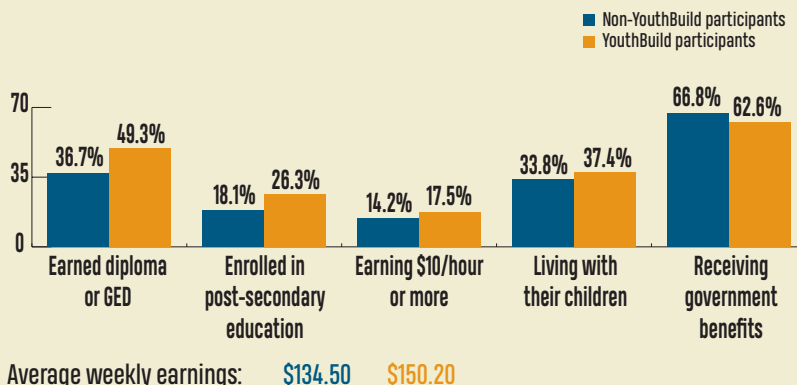 Non-YouthBuild participants
YouthBuild participants
70
35
0
36.7%
49.3%
18.1%
26.3%
14.2%
17.5%
33.8%
37.4%
66.8%
62.6%
Earned diploma
or GED
Enrolled in
post-secondary
education
Earning $10/hour
or more
Living with
their children
Receiving
government
benefits
Average weekly earnings: $134.50 $150.20